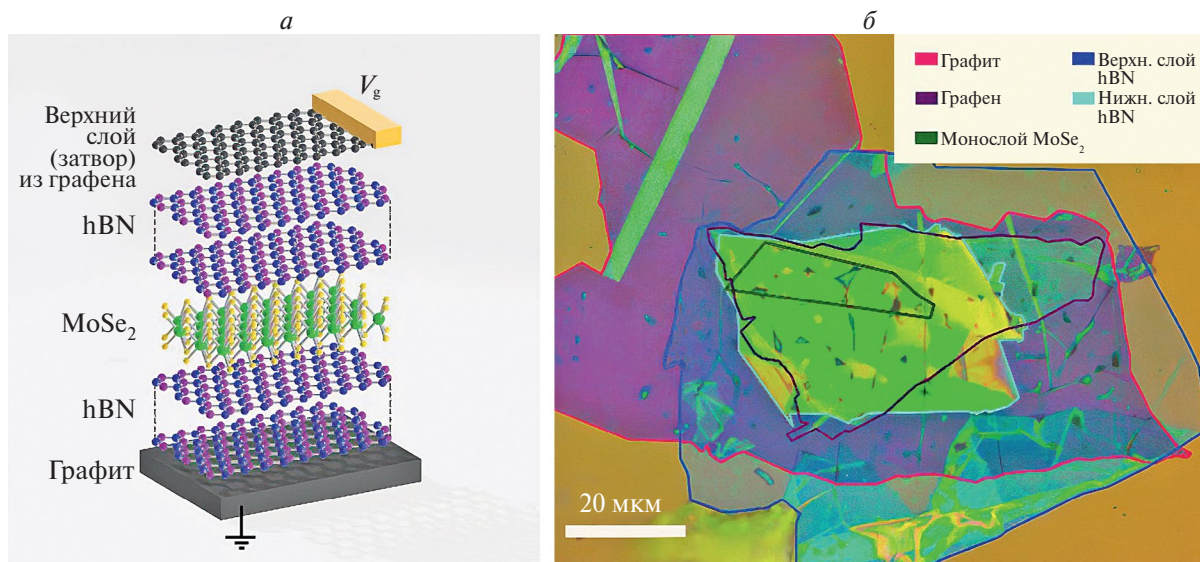 а
б
V_g
Верхний
слой
(затвор)
из графена
hBN
MoSe₂
hBN
Графит
Графит
Графен
Монослой MoSe₂
Верхн. слой
hBN
Нижн. слой
hBN
20 мкм